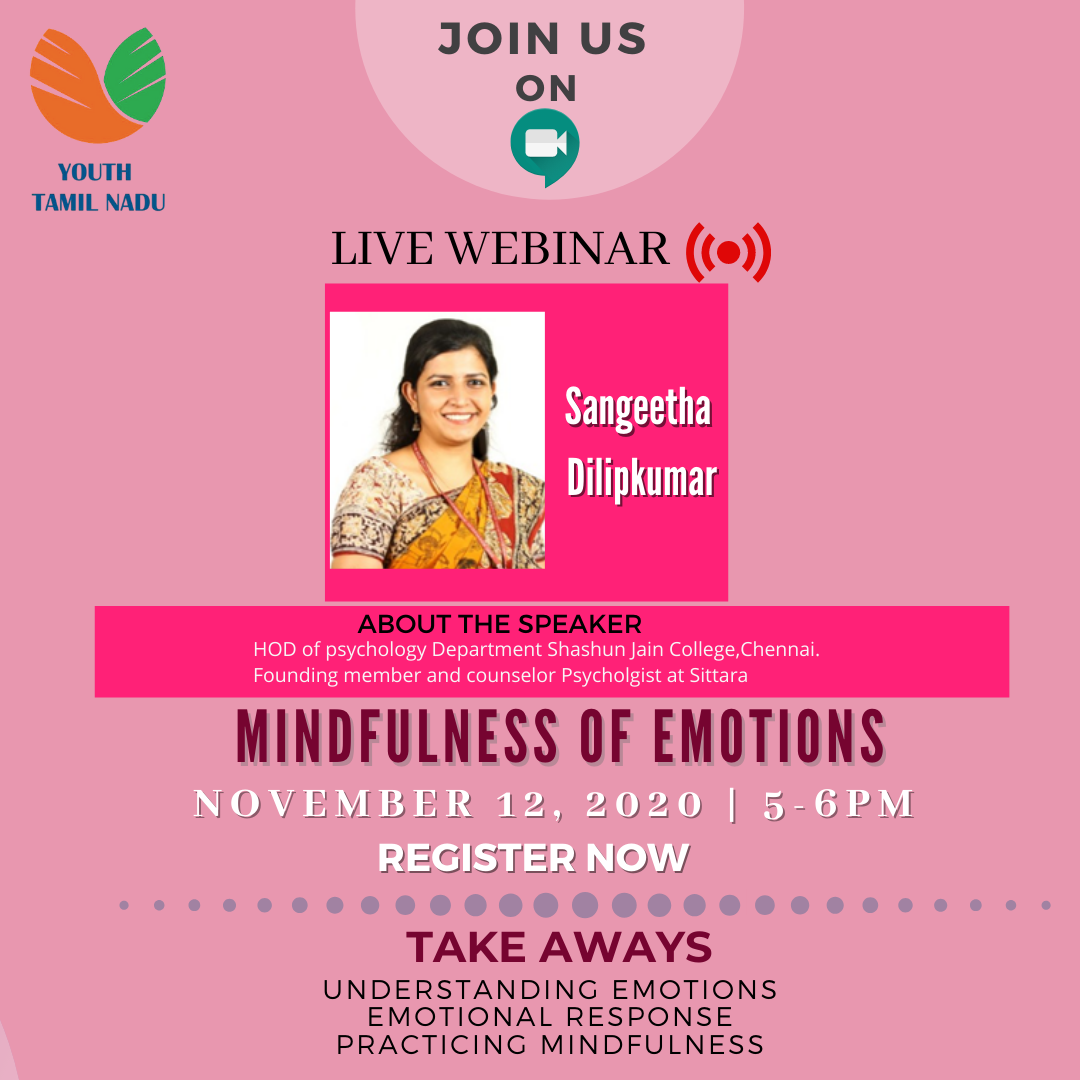 JOIN US
ON
YOUTH
TAMIL NADU
LIVE WEBINAR
Sangeetha
Dilipkumar
ABOUT THE SPEAKER
HOD of psychology Department Shashun Jain College,Chennai.
Founding member and counselor Psycholgist at Sittara
MINDFULNESS OF EMOTIONS
NOVEMBER 12, 2020 | 5-6PM
REGISTER NOW
TAKE AWAYS
UNDERSTANDING EMOTIONS
EMOTIONAL RESPONSE
PRACTICING MINDFULNESS